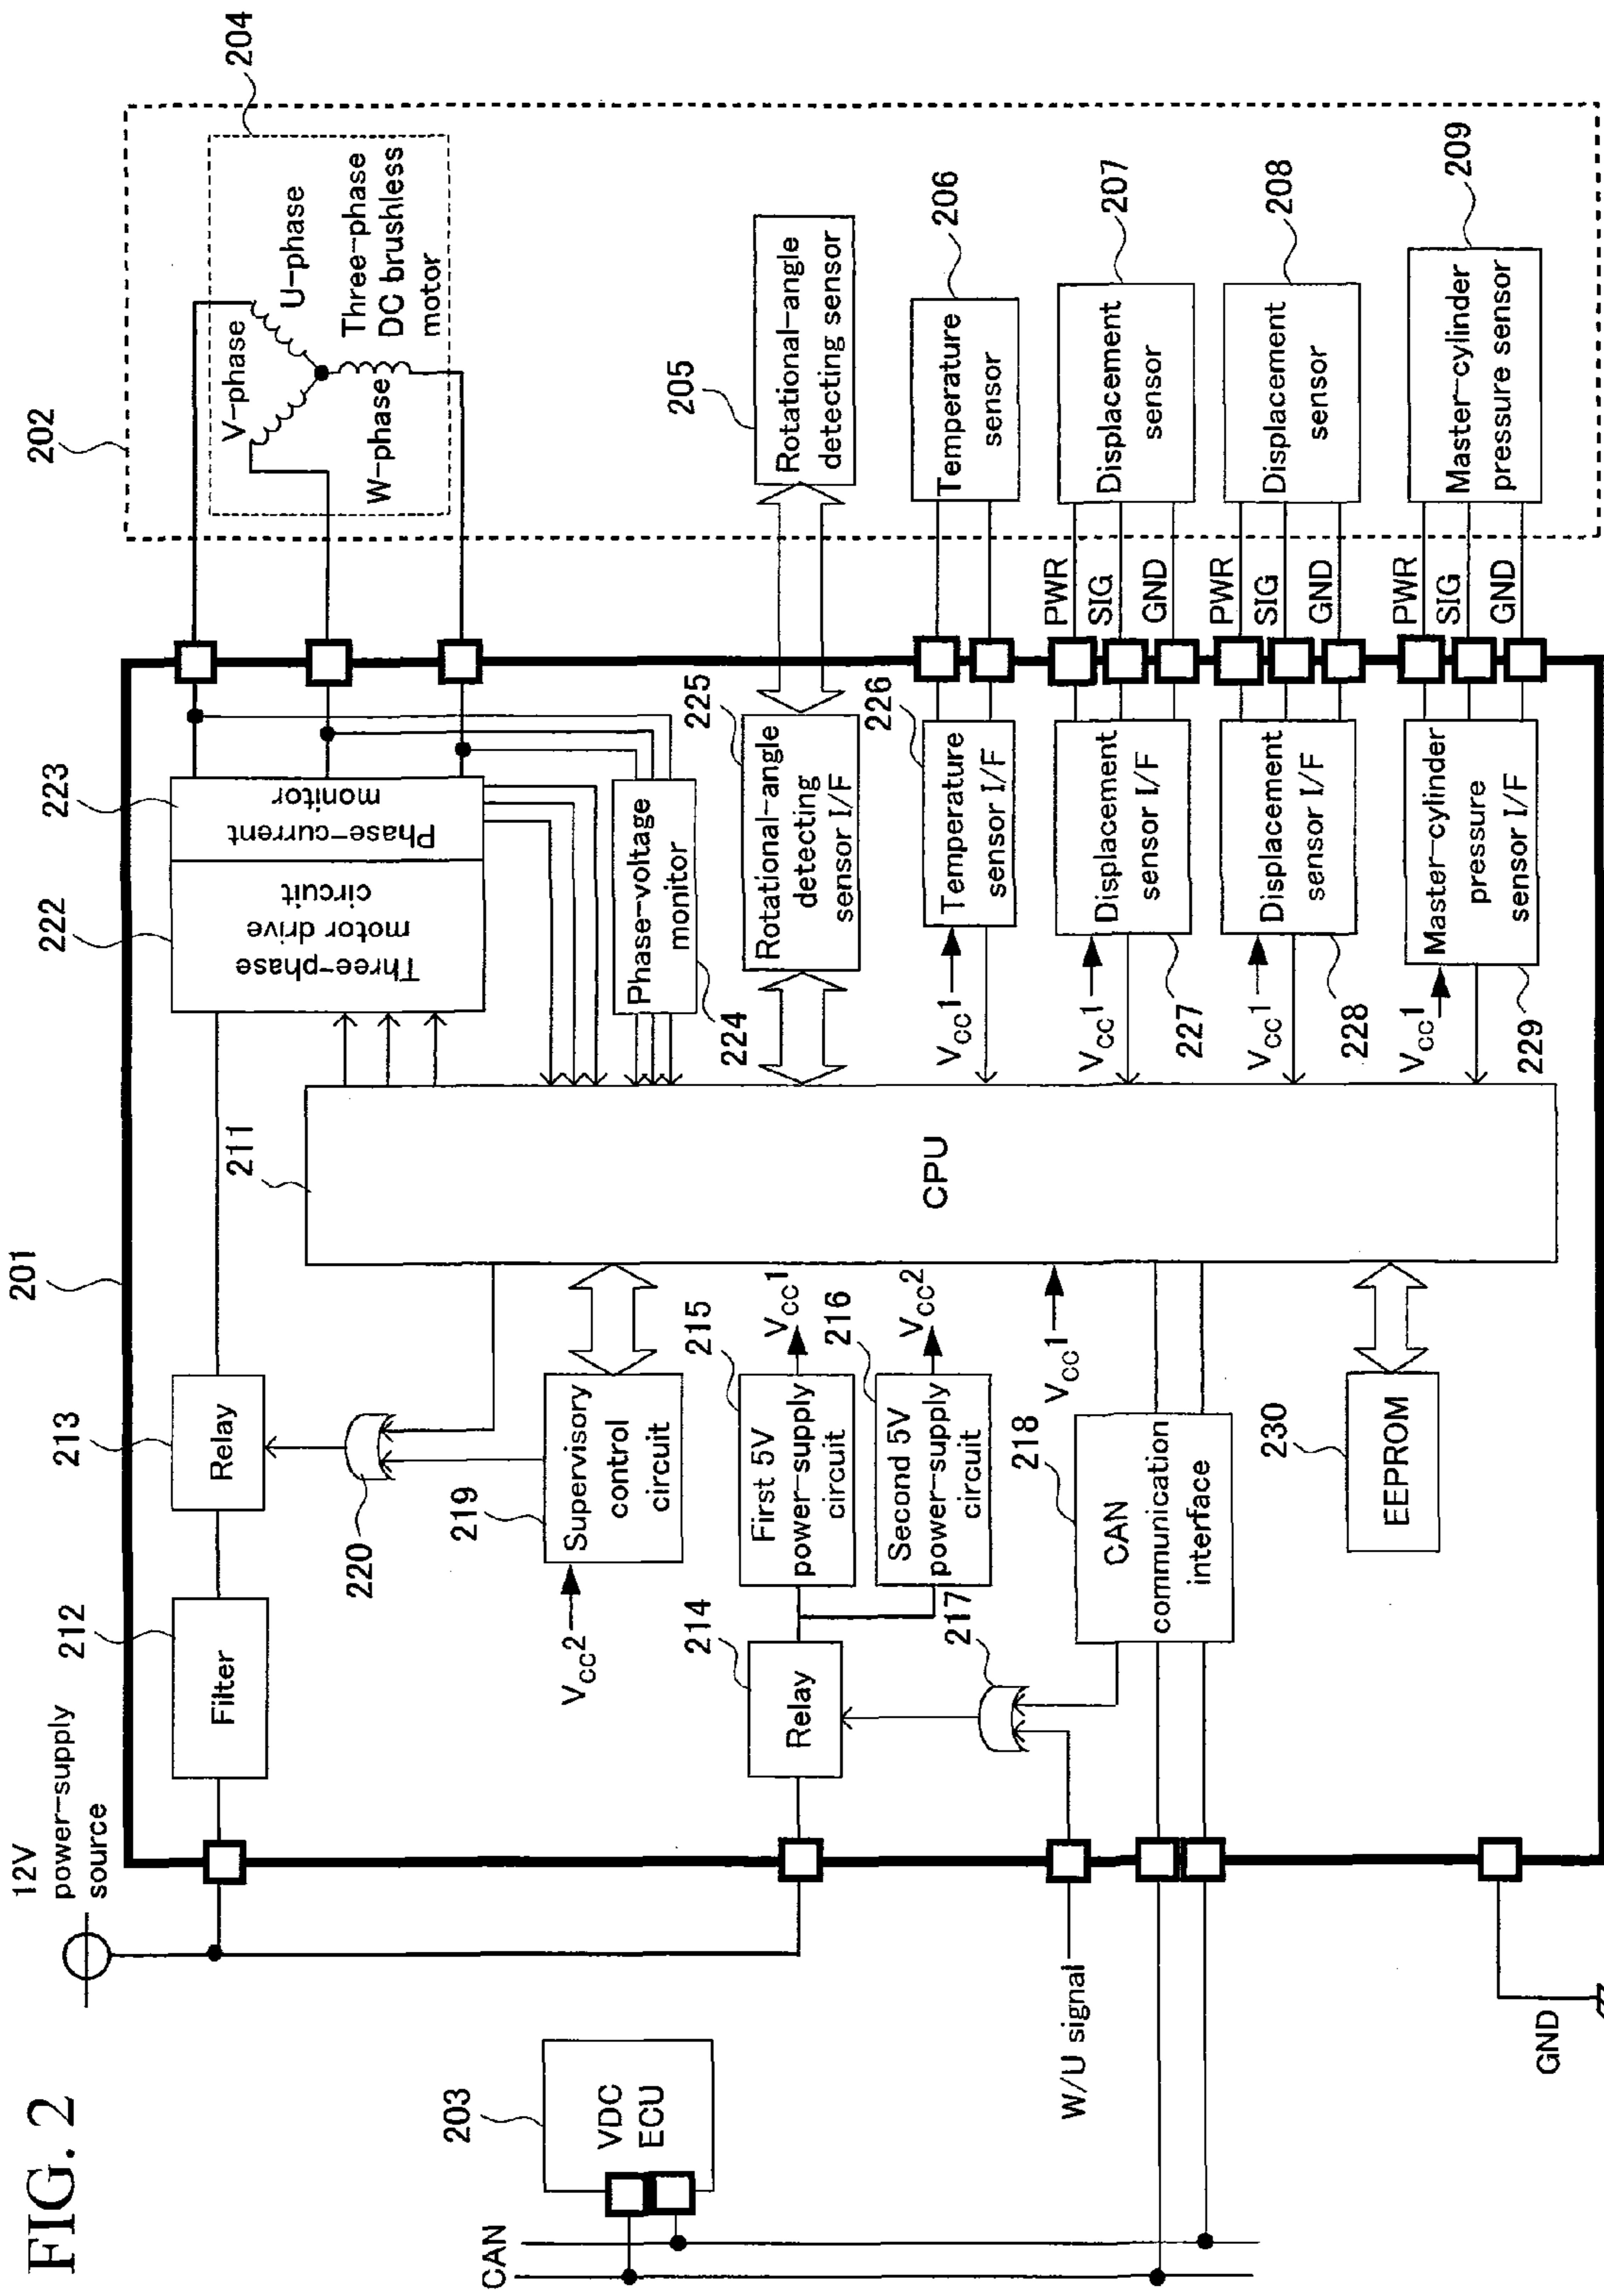 FIG. 2
12V
power-supply
source
201
202
204
212
Filter
213
Relay
222
Three-phase
motor drive
circuit
223
Phase-current
monitor
V-phase
U-phase
W-phase
Three-phase
DC brushless
motor
220
211
CPU
203
VDC
ECU
CAN
219
Supervisory
control
circuit
Vcc2
224
Phase-voltage
monitor
205
Rotational-angle
detecting sensor
225
Rotational-angle
detecting
sensor I/F
214
Relay
215
First 5V
power-supply
circuit
Vcc1
216
Second 5V
power-supply
circuit
Vcc2
217
206
Temperature
sensor
226
Temperature
sensor I/F
Vcc1
W/U signal
218
CAN
communication
interface
Vcc1
207
Displacement
sensor
PWR
SIG
GND
Displacement
sensor I/F
227
Vcc1
208
Displacement
sensor
PWR
SIG
GND
Displacement
sensor I/F
228
Vcc1
230
EEPROM
209
Master-cylinder
pressure sensor
PWR
SIG
GND
Master-cylinder
pressure
sensor I/F
229
Vcc1
GND